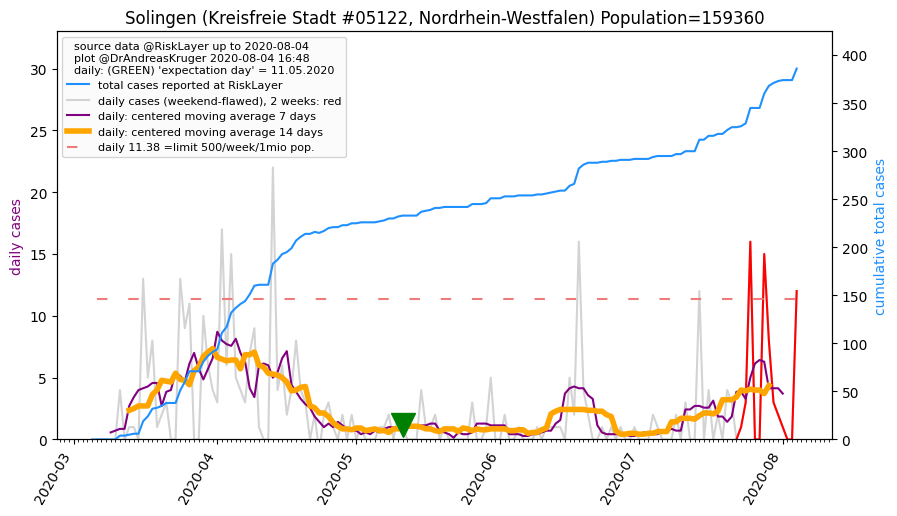 Solingen (Kreisfreie Stadt #05122, Nordrhein-Westfalen) Population=159360
source data @RiskLayer up to 2020-08-04
plot @DrAndreasKruger 2020-08-04 16:48
daily: (GREEN) 'expectation day' = 11.05.2020
total cases reported at RiskLayer
daily cases (weekend-flawed), 2 weeks: red
daily: centered moving average 7 days
daily: centered moving average 14 days
daily 11.38 =limit 500/week/1mio pop.
daily cases
30
25
20
15
10
5
0
cumulative total cases
400
350
300
250
200
150
100
50
0
2020-03
2020-04
2020-05
2020-06
2020-07
2020-08